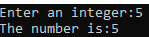 Enter an integer:5
The number is:5